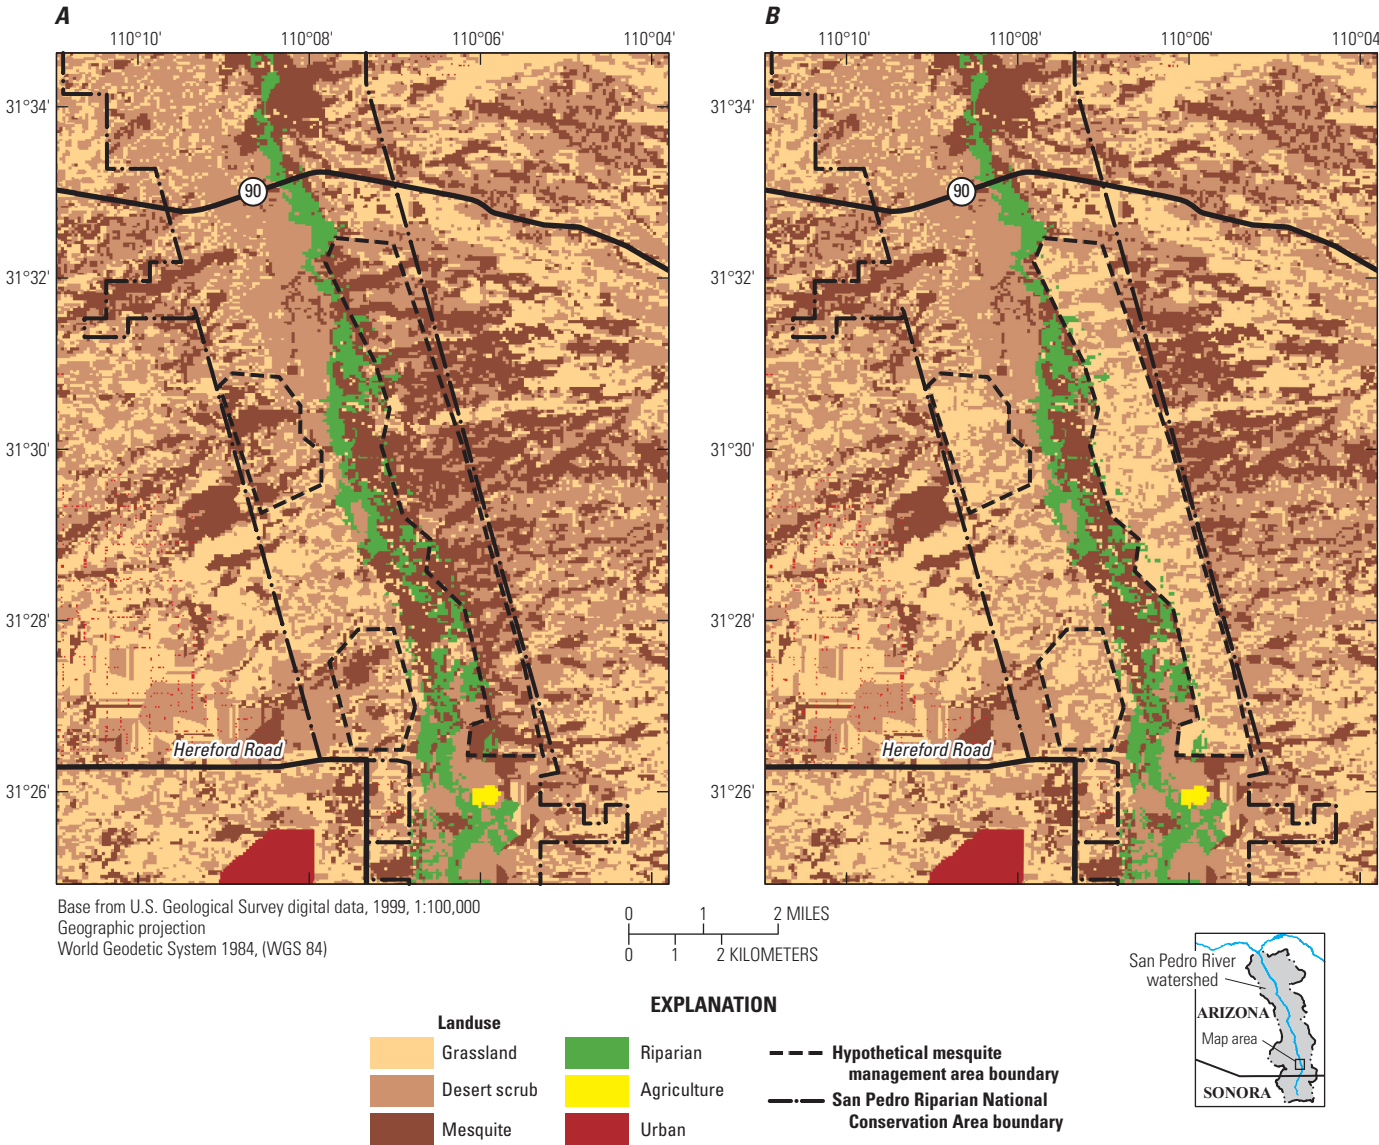 A
B
110°10' 110°08' 110°06' 110°04'
110°10' 110°08' 110°06' 110°04'
31°34'
31°32'
31°30'
31°28'
31°26'
31°34'
31°32'
31°30'
31°28'
31°26'
90
90
Hereford Road
Hereford Road
Base from U.S. Geological Survey digital data, 1999, 1:100,000
Geographic projection
World Geodetic System 1984, (WGS 84)
0 1 2 MILES
0 1 2 KILOMETERS
San Pedro River
watershed
ARIZONA
Map area
SONORA
EXPLANATION
Landuse
Grassland
Desert scrub
Mesquite
Riparian
Agriculture
Urban
Hypothetical mesquite
management area boundary
San Pedro Riparian National
Conservation Area boundary